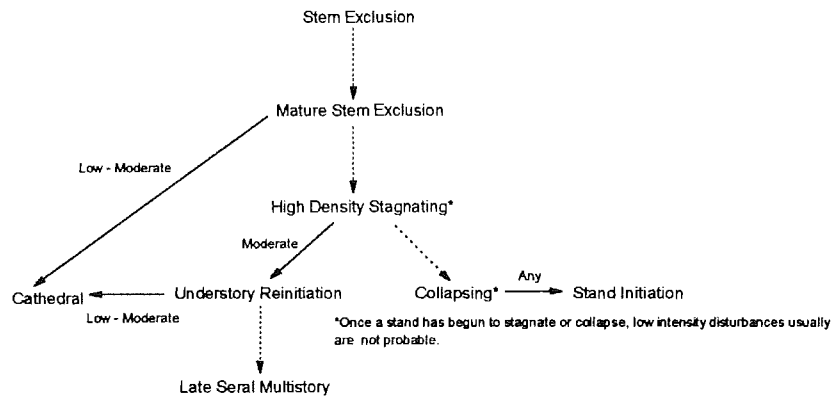 Stem Exclusion
Mature Stem Exclusion
Low - Moderate
High Density Stagnating*
Moderate
Any
Cathedral
Understory Reinitiation
Collapsing*
Stand Initiation
Low - Moderate
*Once a stand has begun to stagnate or collapse, low intensity disturbances usually
are not probable.
Late Seral Multistory